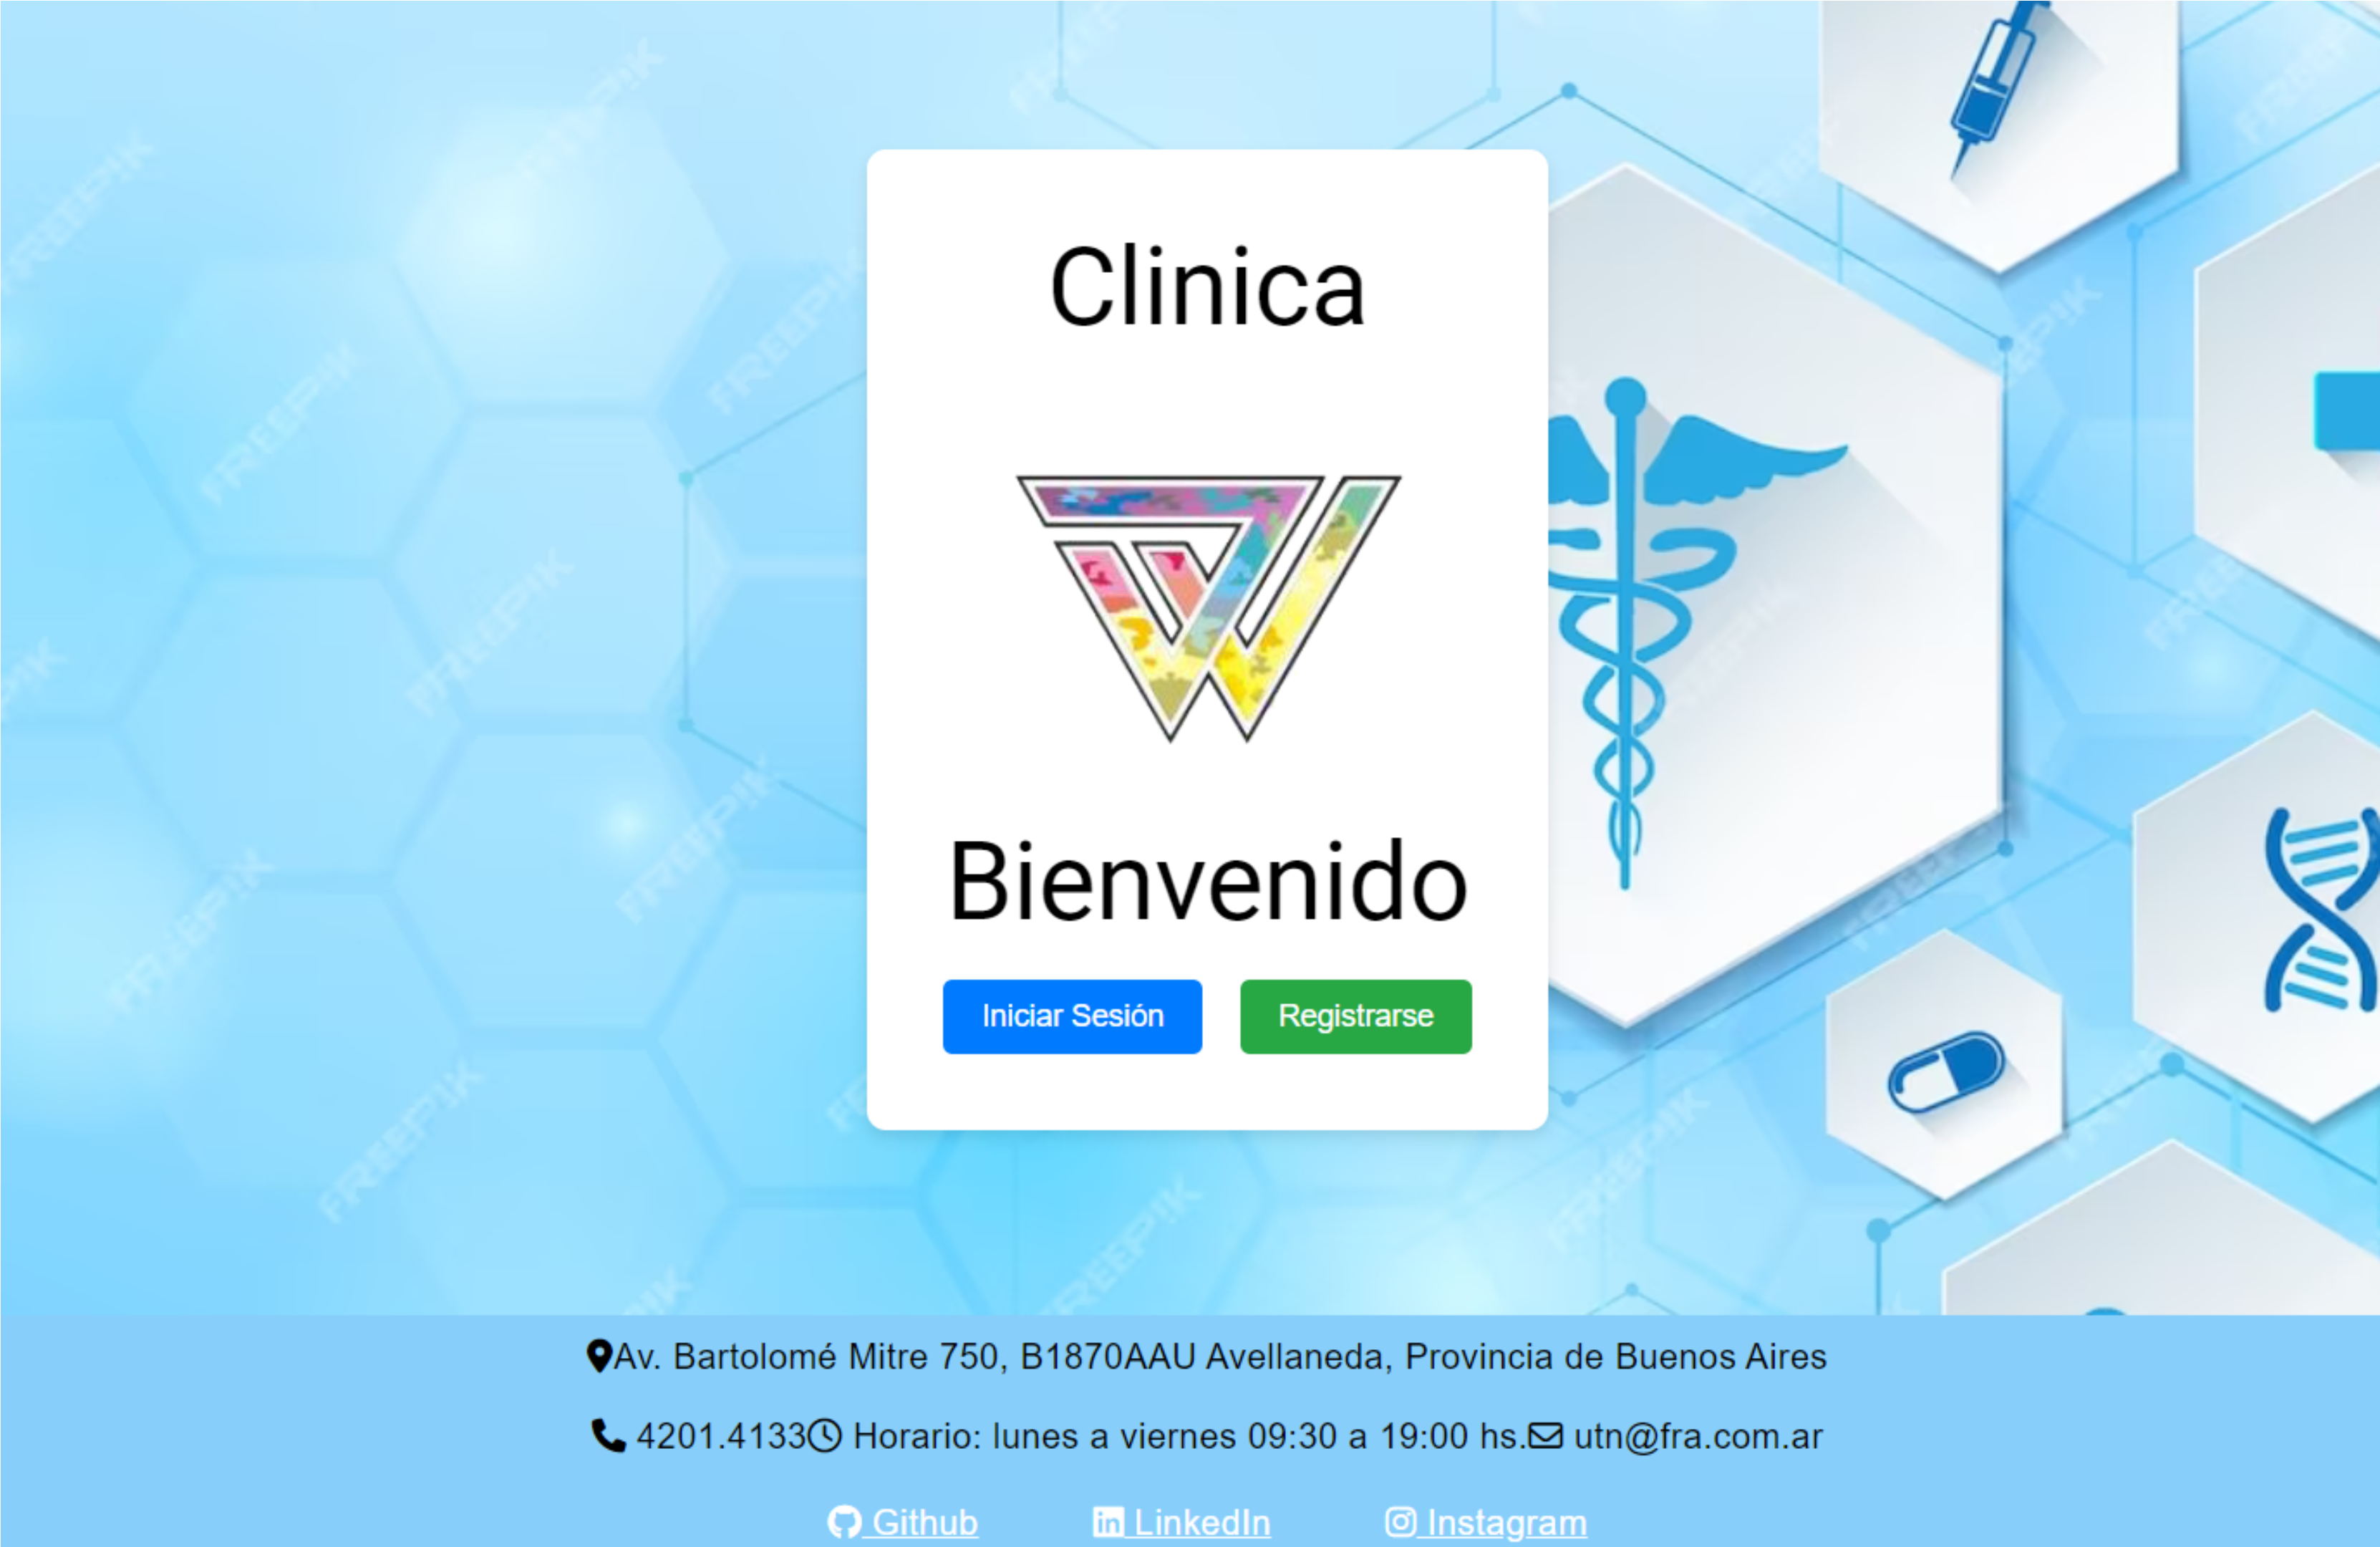 Clinica
Bienvenido
Iniciar Sesión
Registrarse
Av. Bartolomé Mitre 750, B1870AAU Avellaneda, Provincia de Buenos Aires
4201.4133 Horario: lunes a viernes 09:30 a 19:00 hs. utn@fra.com.ar
Github
LinkedIn
Instagram
FREEPIK